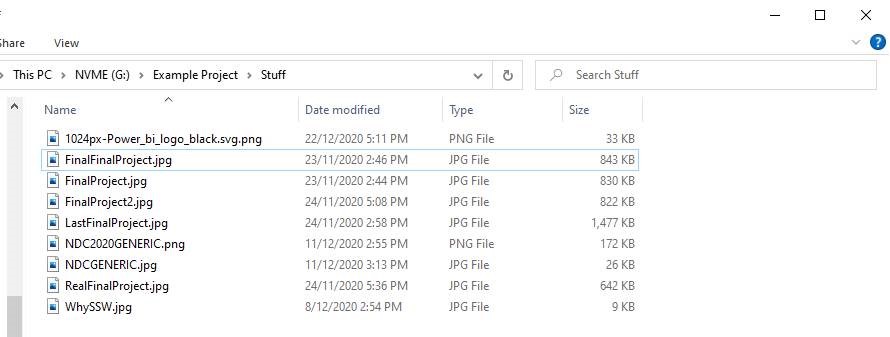 Share View
This PC > NVME (G:) > Example Project > Stuff Search Stuff
Name Date modified Type Size
1024px-Power_bi_logo_black.svg.png 22/12/2020 5:11 PM PNG File 33 KB
FinalFinalProject.jpg 23/11/2020 2:46 PM JPG File 843 KB
FinalProject.jpg 23/11/2020 2:44 PM JPG File 830 KB
FinalProject2.jpg 24/11/2020 5:08 PM JPG File 822 KB
LastFinalProject.jpg 24/11/2020 2:58 PM JPG File 1,477 KB
NDC2020GENERIC.png 11/12/2020 2:55 PM PNG File 172 KB
NDCGENERIC.jpg 11/12/2020 3:13 PM JPG File 26 KB
RealFinalProject.jpg 24/11/2020 5:36 PM JPG File 642 KB
WhySSW.jpg 8/12/2020 2:54 PM JPG File 9 KB